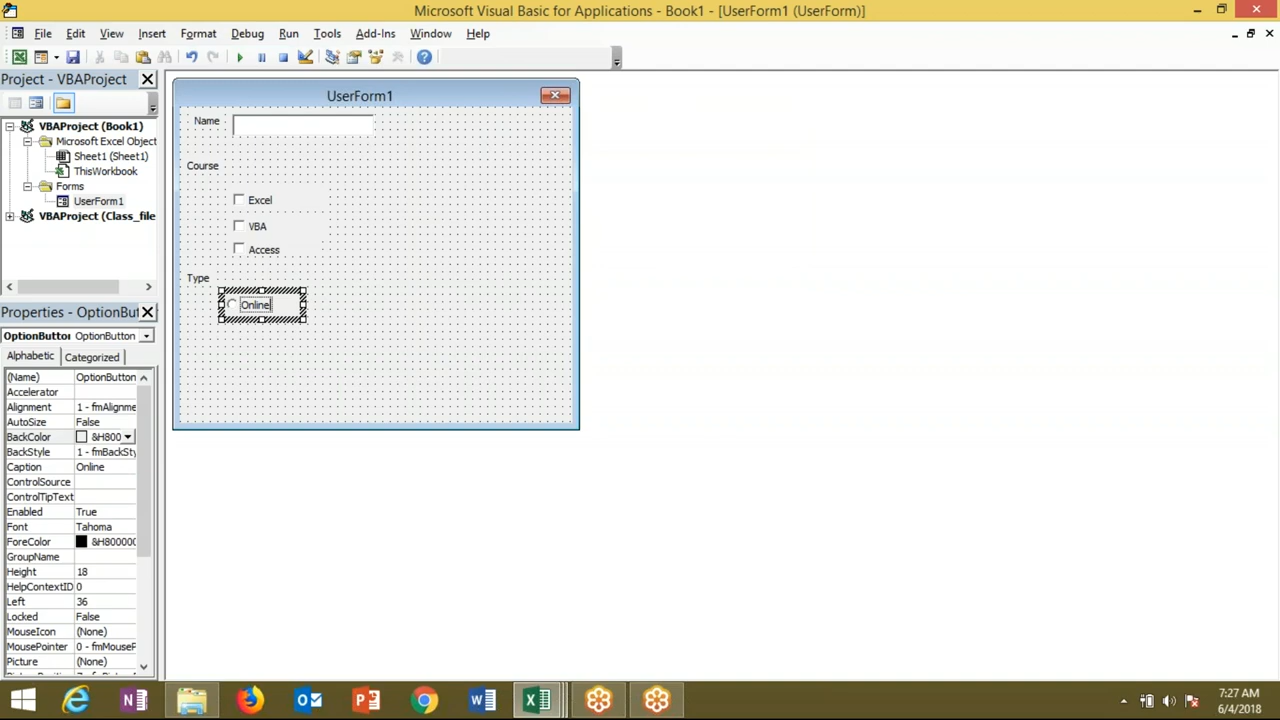 Microsoft Visual Basic for Applications - Book1 - [UserForm1 (UserForm)]
File Edit View Insert Format Debug Run Tools Add-Ins Window Help
Project - VBAProject
VBAProject (Book1)
Microsoft Excel Object
Sheet1 (Sheet1)
ThisWorkbook
Forms
UserForm1
VBAProject (Class_file
UserForm1
Name
Course
Excel
VBA
Access
Type
Online
Properties - OptionBut
OptionButtor OptionButton
Alphabetic Categorized
(Name) OptionButton
Accelerator
Alignment 1 - fmAlignme
AutoSize False
BackColor &H800
BackStyle 1 - fmBackSty
Caption Online
ControlSource
ControlTipText
Enabled True
Font Tahoma
ForeColor &H800000
GroupName
Height 18
HelpContextID 0
Left 36
Locked False
MouseIcon (None)
MousePointer 0 - fmMouseP
Picture (None)
7:27 AM
6/4/2018